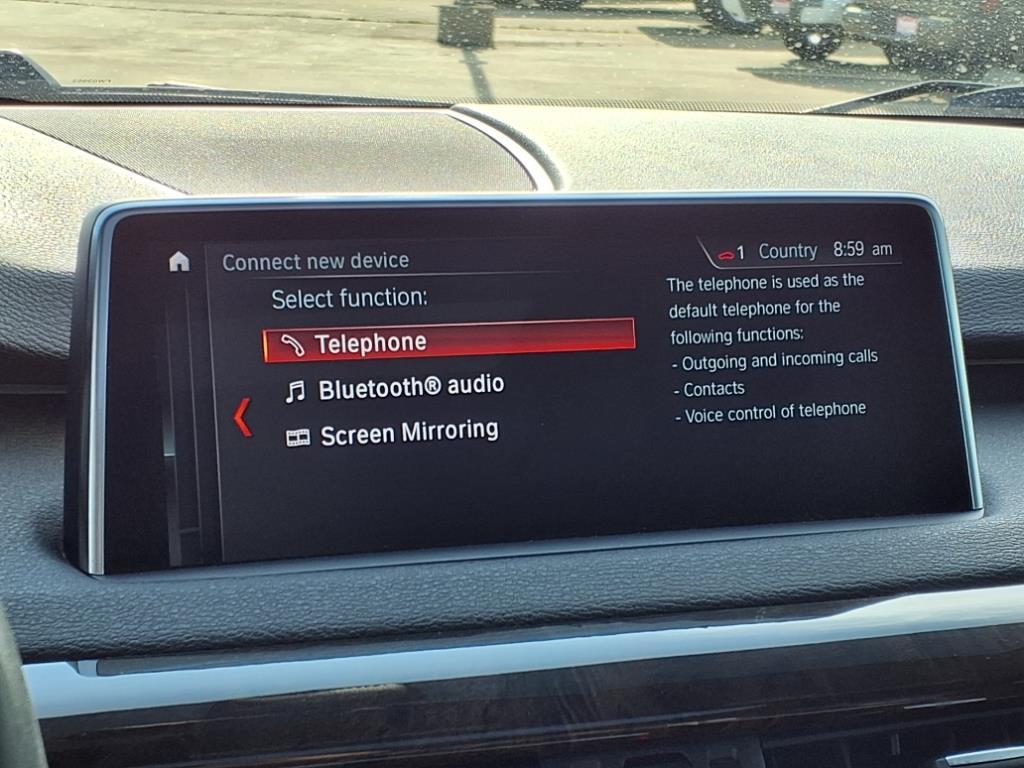 Connect new device
1 Country 8:59 am
Select function:
Telephone
Bluetooth® audio
Screen Mirroring
The telephone is used as the
default telephone for the
following functions:
- Outgoing and incoming calls
- Contacts
- Voice control of telephone